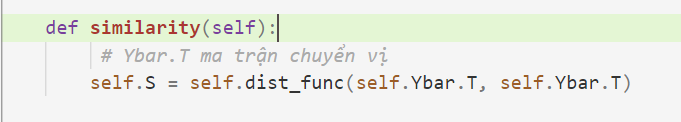 def similarity(self):
# Ybar.T ma trận chuyển vị
self.S = self.dist_func(self.Ybar.T, self.Ybar.T)